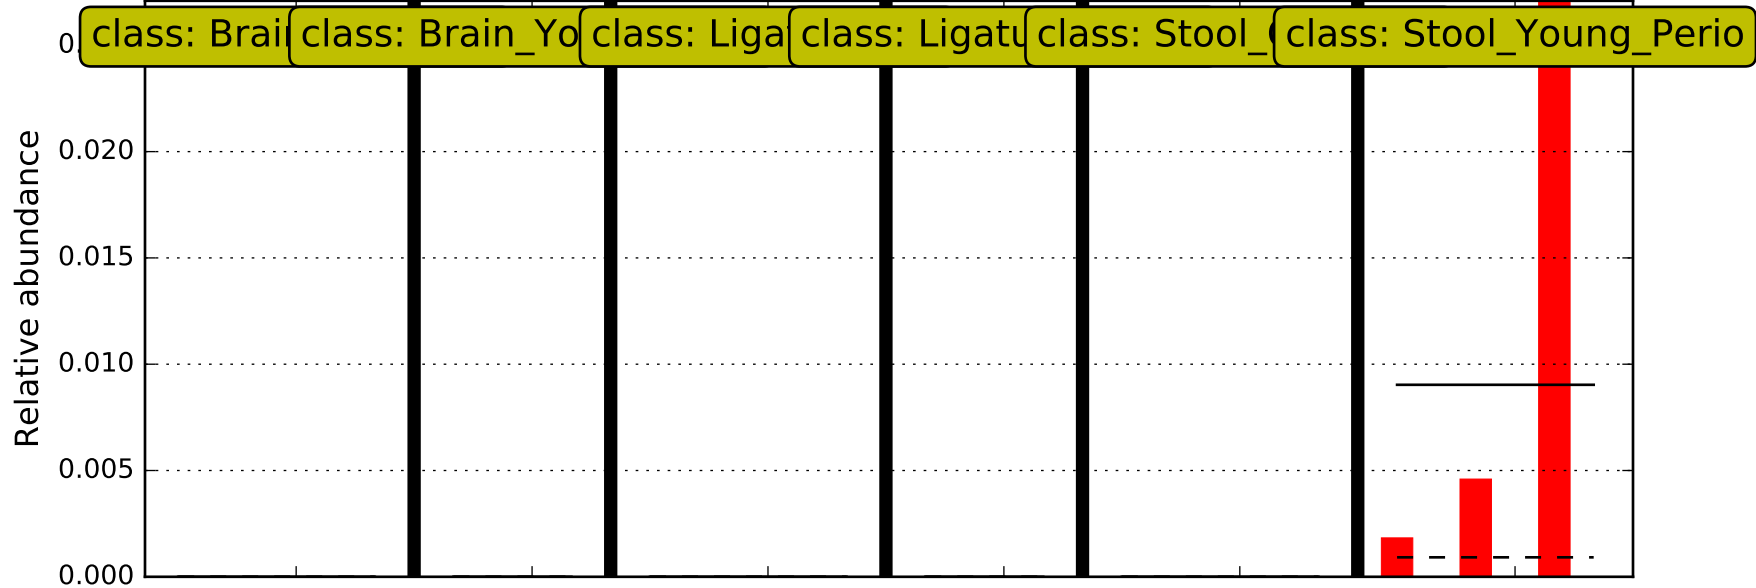 class: Brain
class: Brain_Yo
class: Liga
class: Ligatu
class: Stool_
class: Stool_Young_Perio
0.020
0.015
0.010
0.005
0.000
Relative abundance